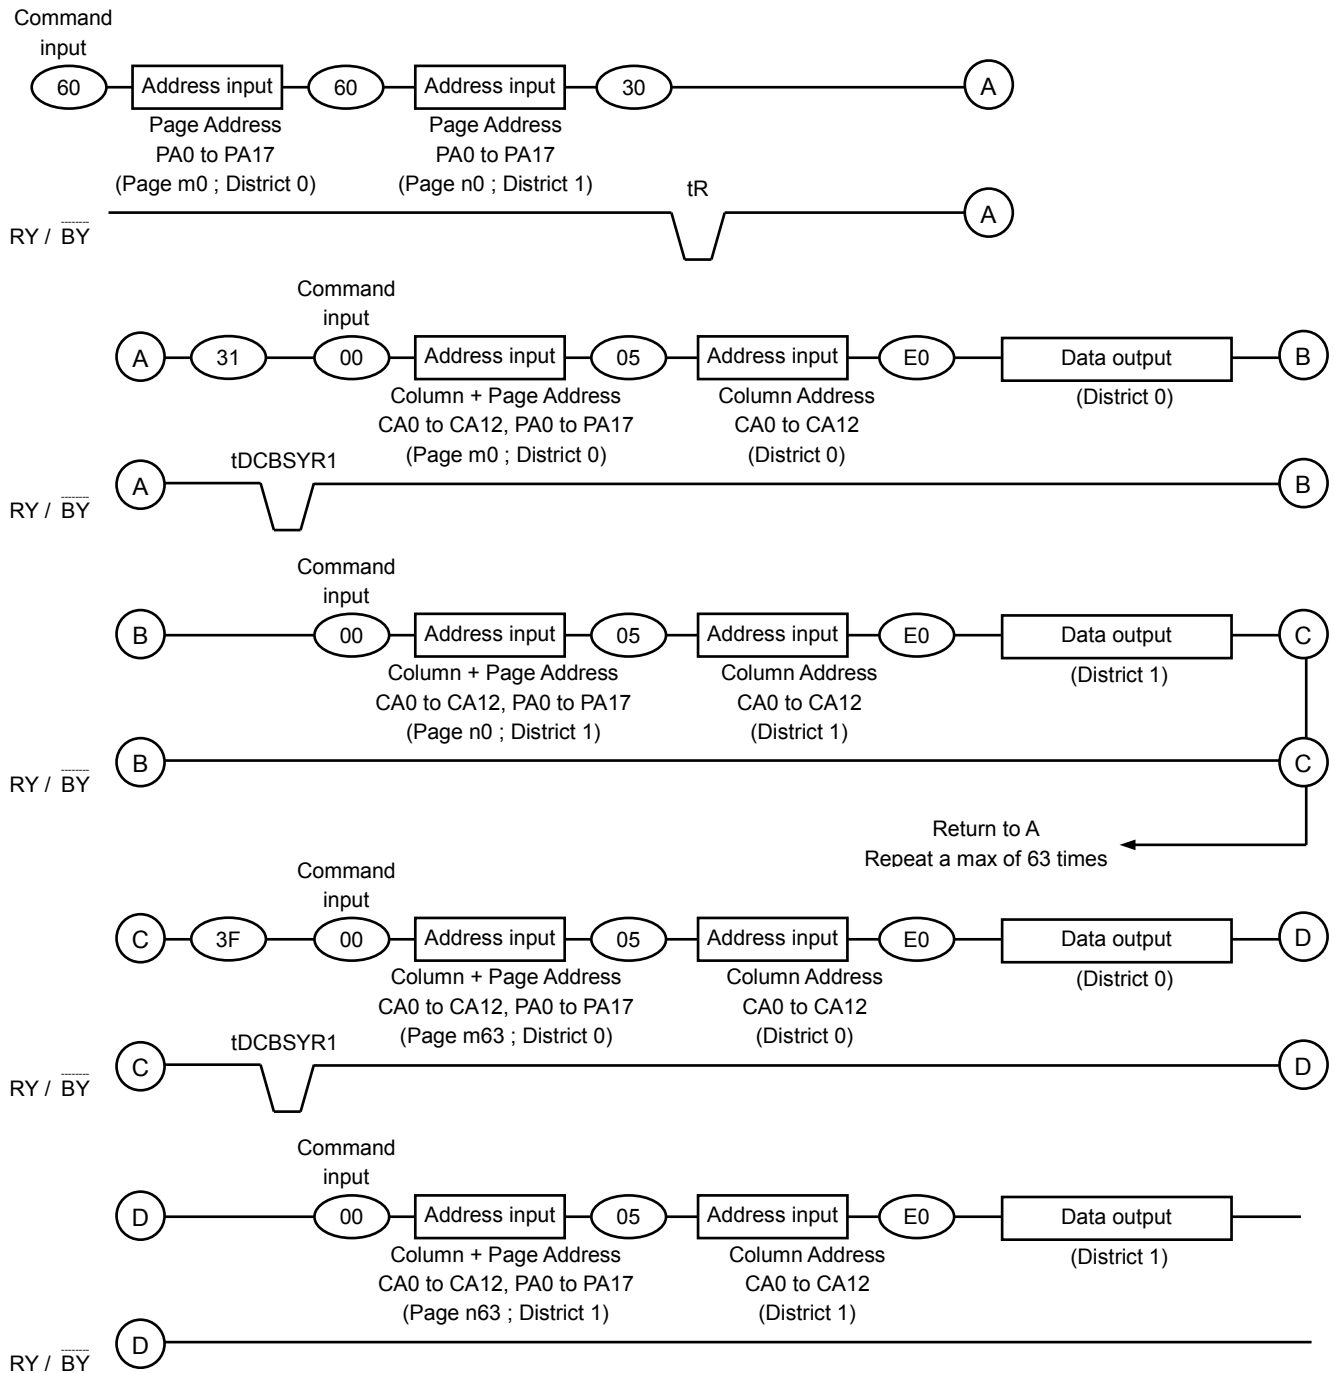 Command
input
60 Address input 60 Address input 30 A
Page Address Page Address
PA0 to PA17 PA0 to PA17
(Page m0 ; District 0) (Page n0 ; District 1) tR
RY / BY A
Command
input
A 31 00 Address input 05 Address input E0 Data output B
Column + Page Address Column Address (District 0)
CA0 to CA12, PA0 to PA17 CA0 to CA12
(Page m0 ; District 0) (District 0)
tDCBSYR1
RY / BY A B
Command
input
B 00 Address input 05 Address input E0 Data output C
Column + Page Address Column Address (District 1)
CA0 to CA12, PA0 to PA17 CA0 to CA12
(Page n0 ; District 1) (District 1)
RY / BY B C
Return to A
Repeat a max of 63 times
Command
input
C 3F 00 Address input 05 Address input E0 Data output D
Column + Page Address Column Address (District 0)
CA0 to CA12, PA0 to PA17 CA0 to CA12
(Page m63 ; District 0) (District 0)
tDCBSYR1
RY / BY C D
Command
input
D 00 Address input 05 Address input E0 Data output
Column + Page Address Column Address (District 1)
CA0 to CA12, PA0 to PA17 CA0 to CA12
(Page n63 ; District 1) (District 1)
RY / BY D